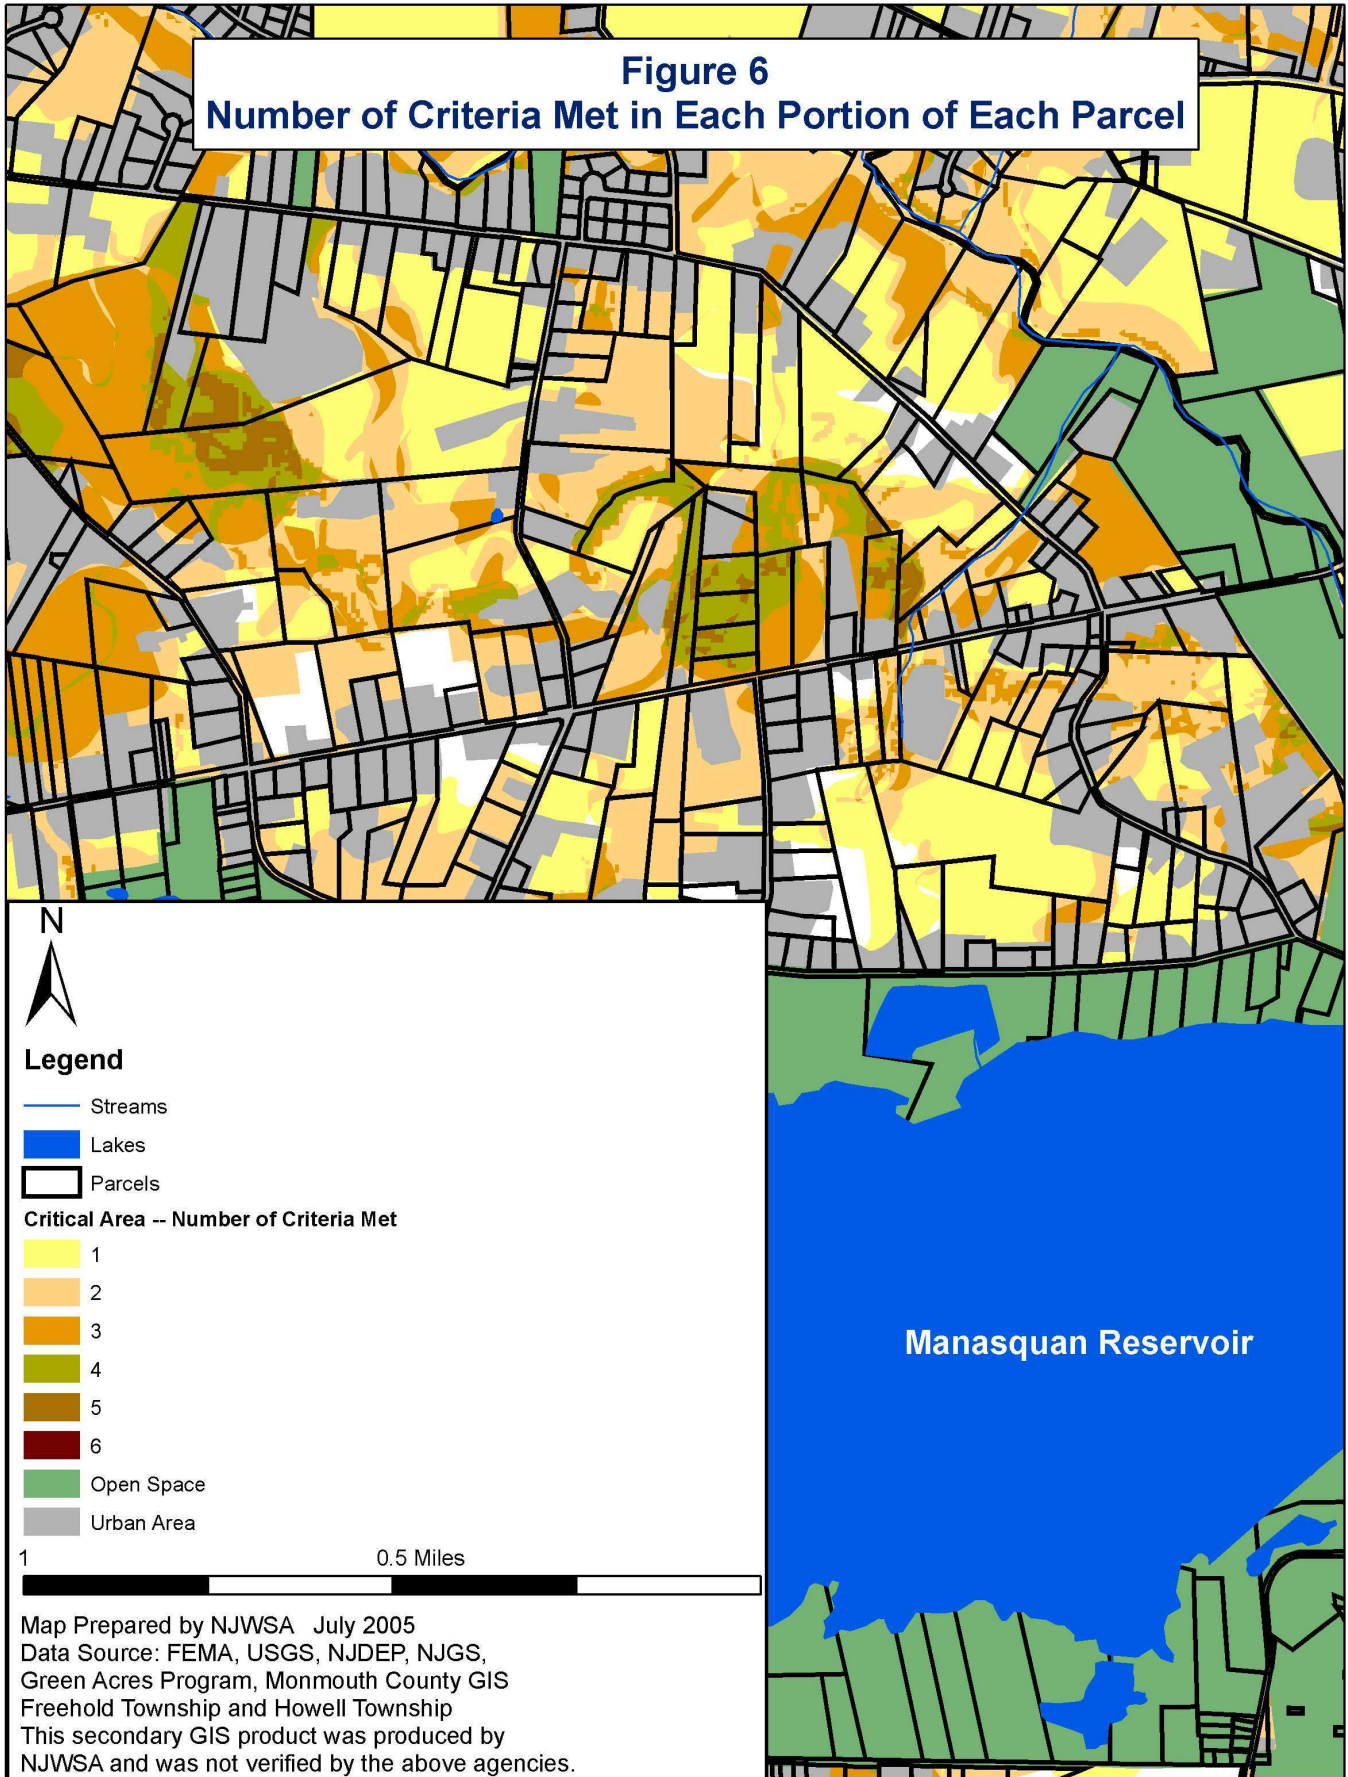 Figure 6
Number of Criteria Met in Each Portion of Each Parcel
N
Legend
Streams
Lakes
Parcels
Critical Area -- Number of Criteria Met
1
2
3
4
5
6
Open Space
Urban Area
1 0.5 Miles
Map Prepared by NJWSA July 2005
Data Source: FEMA, USGS, NJDEP, NJGS,
Green Acres Program, Monmouth County GIS
Freehold Township and Howell Township
This secondary GIS product was produced by
NJWSA and was not verified by the above agencies.
Manasquan Reservoir